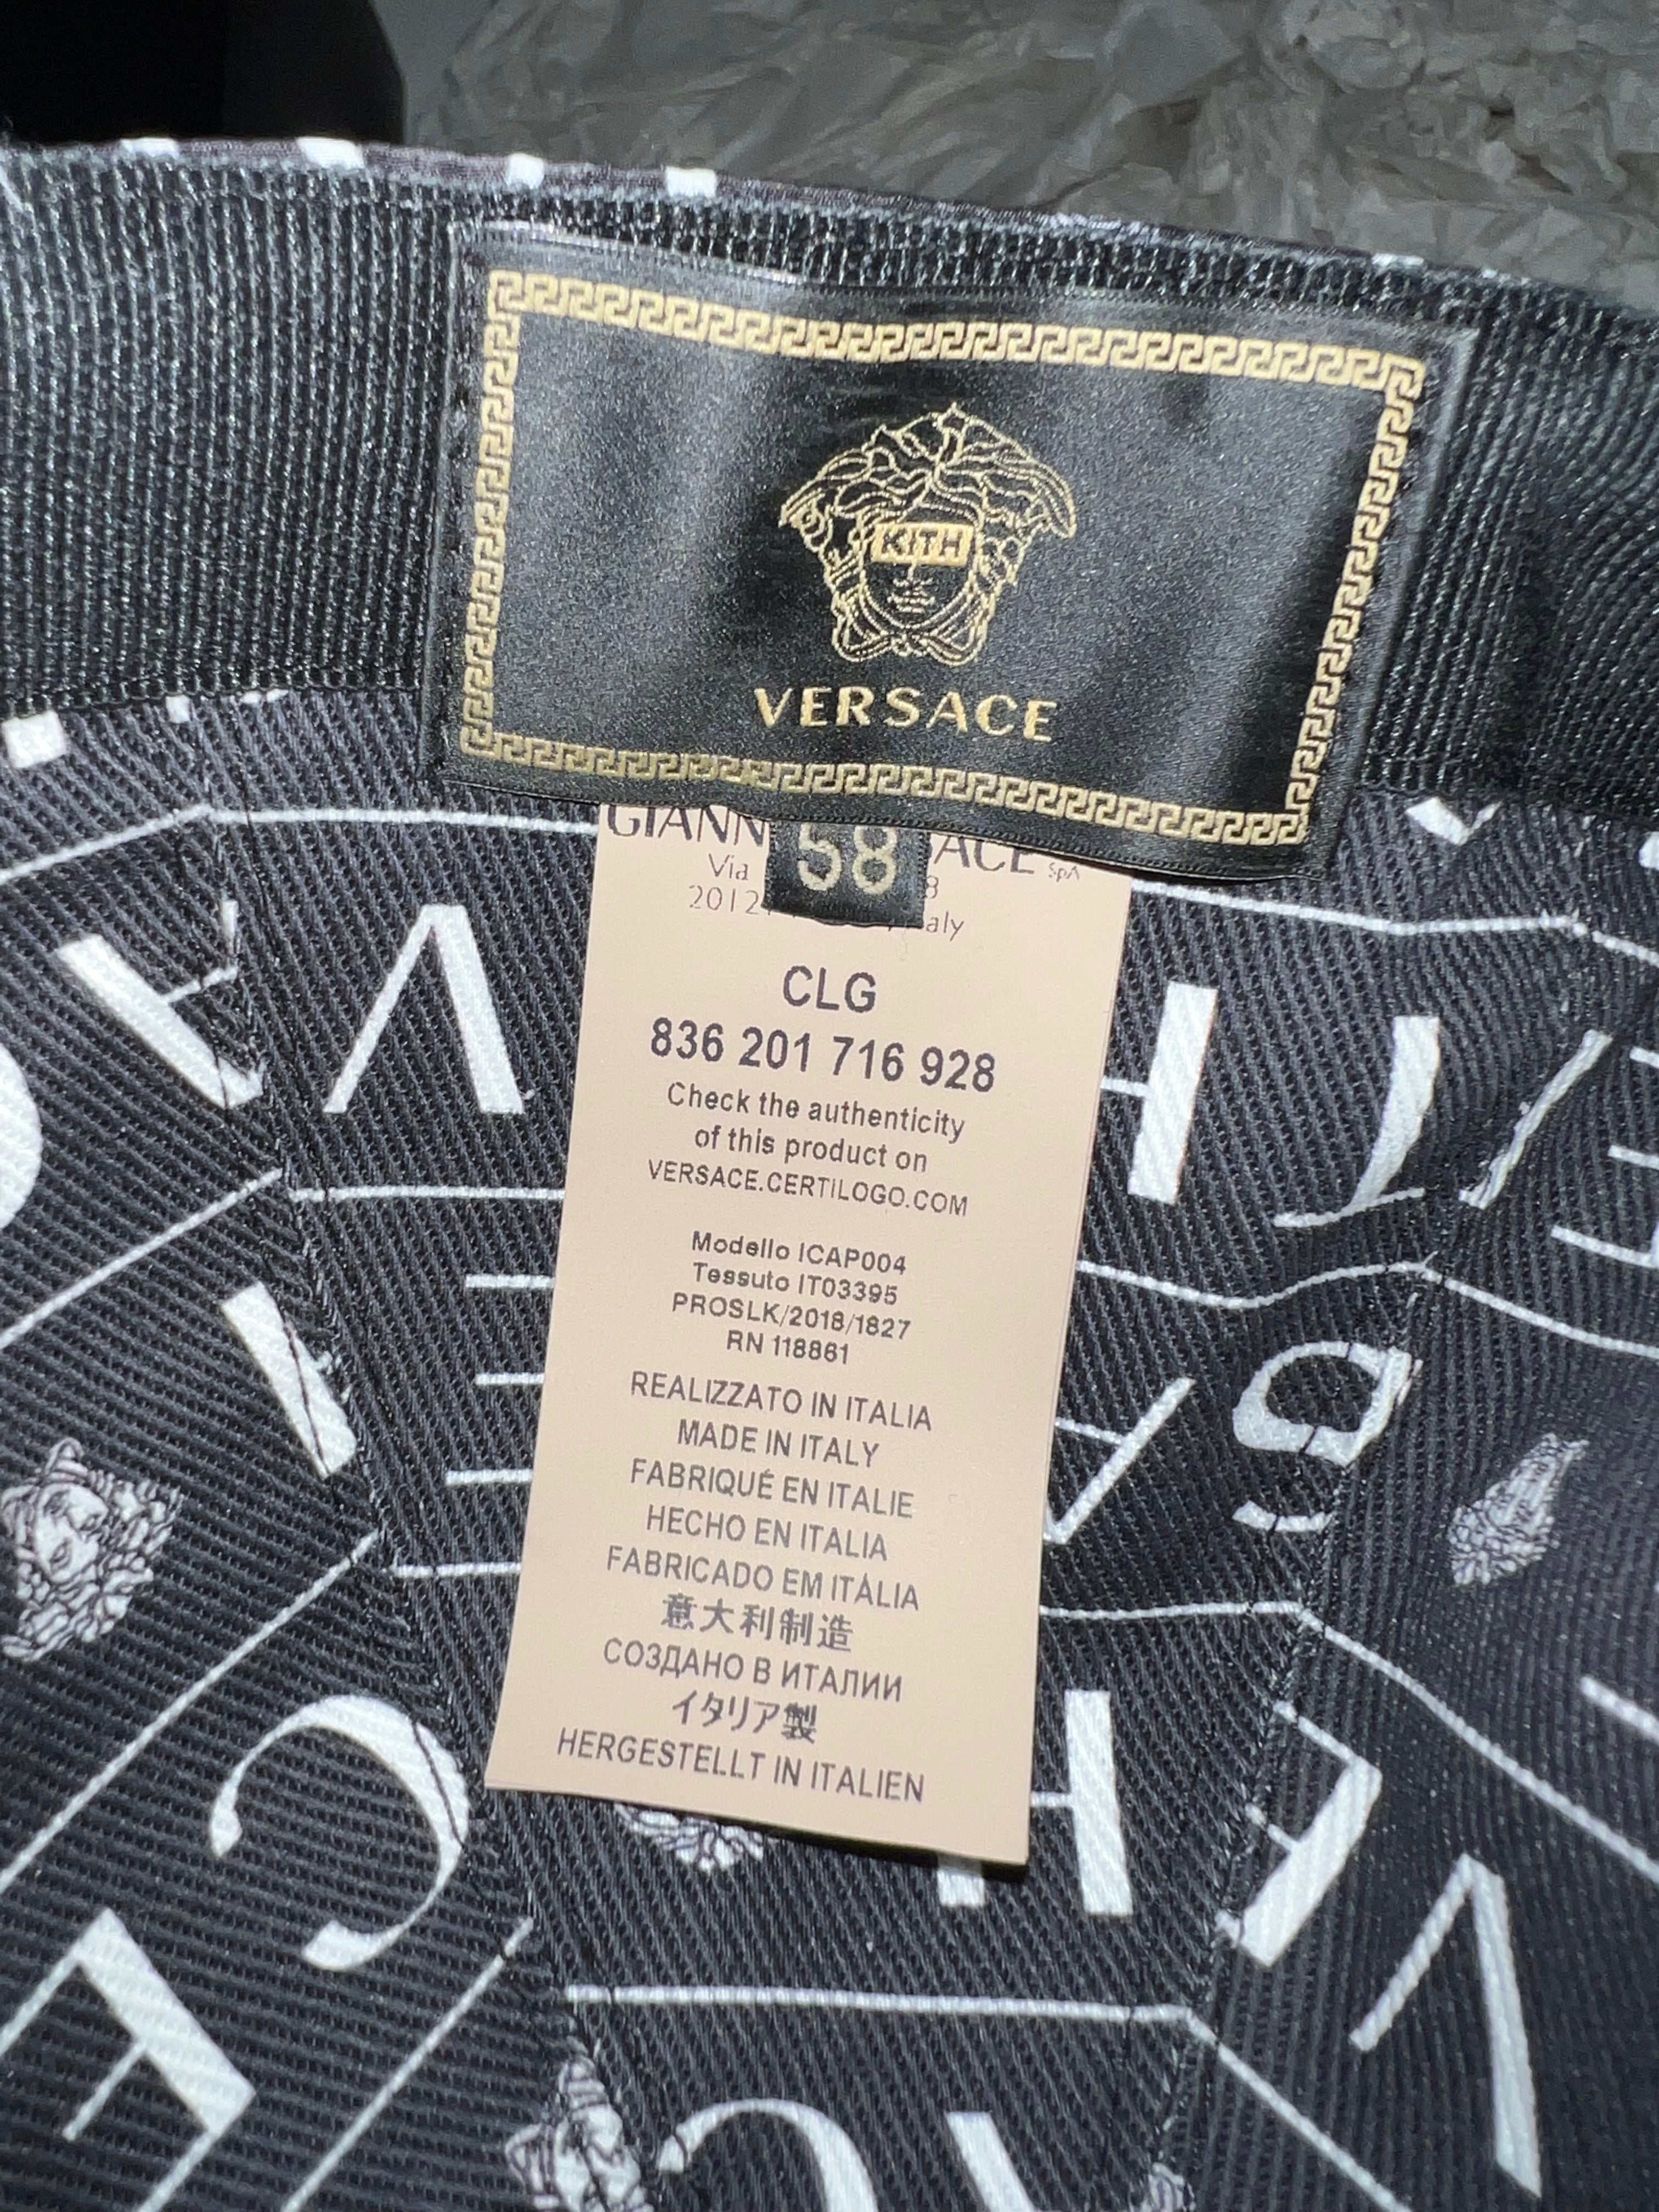 KITH
VERSACE
58
Via
SpA
CLG
836 201 716 928
Check the authenticity
of this product on
VERSACE.CERTILOGO.COM
Modello ICAP004
Tessuto IT03395
PROSLK/2018/1827
RN 118861
REALIZZATO IN ITALIA
MADE IN ITALY
FABRIQUÉ EN ITALIE
HECHO EN ITALIA
FABRICADO EM ITÁLIA
意大利制造
СОЗДАНО В ИТАЛИИ
イタリア製
HERGESTELLT IN ITALIEN